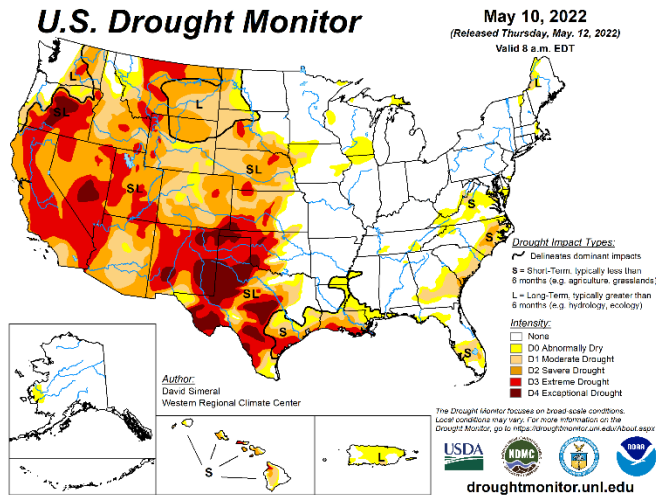 U.S. Drought Monitor
May 10, 2022
(Released Thursday, May. 12, 2022)
Valid 8 a.m. EDT
L
L
L
SL
SL
SL
SL
S
S
S
S
Drought Impact Types:
Delineates dominant impacts
S = Short-Term, typically less than
6 months (e.g. agriculture, grasslands)
L = Long-Term, typically greater than
6 months (e.g. hydrology, ecology)
Intensity:
None
D0 Abnormally Dry
D1 Moderate Drought
D2 Severe Drought
D3 Extreme Drought
D4 Exceptional Drought
Author:
David Simeral
Western Regional Climate Center
S
L
The Drought Monitor focuses on broad-scale conditions.
Local conditions may vary. For more information on the
Drought Monitor, go to https://droughtmonitor.unl.edu/About.aspx
USDA
NDMC
NOAA
droughtmonitor.unl.edu